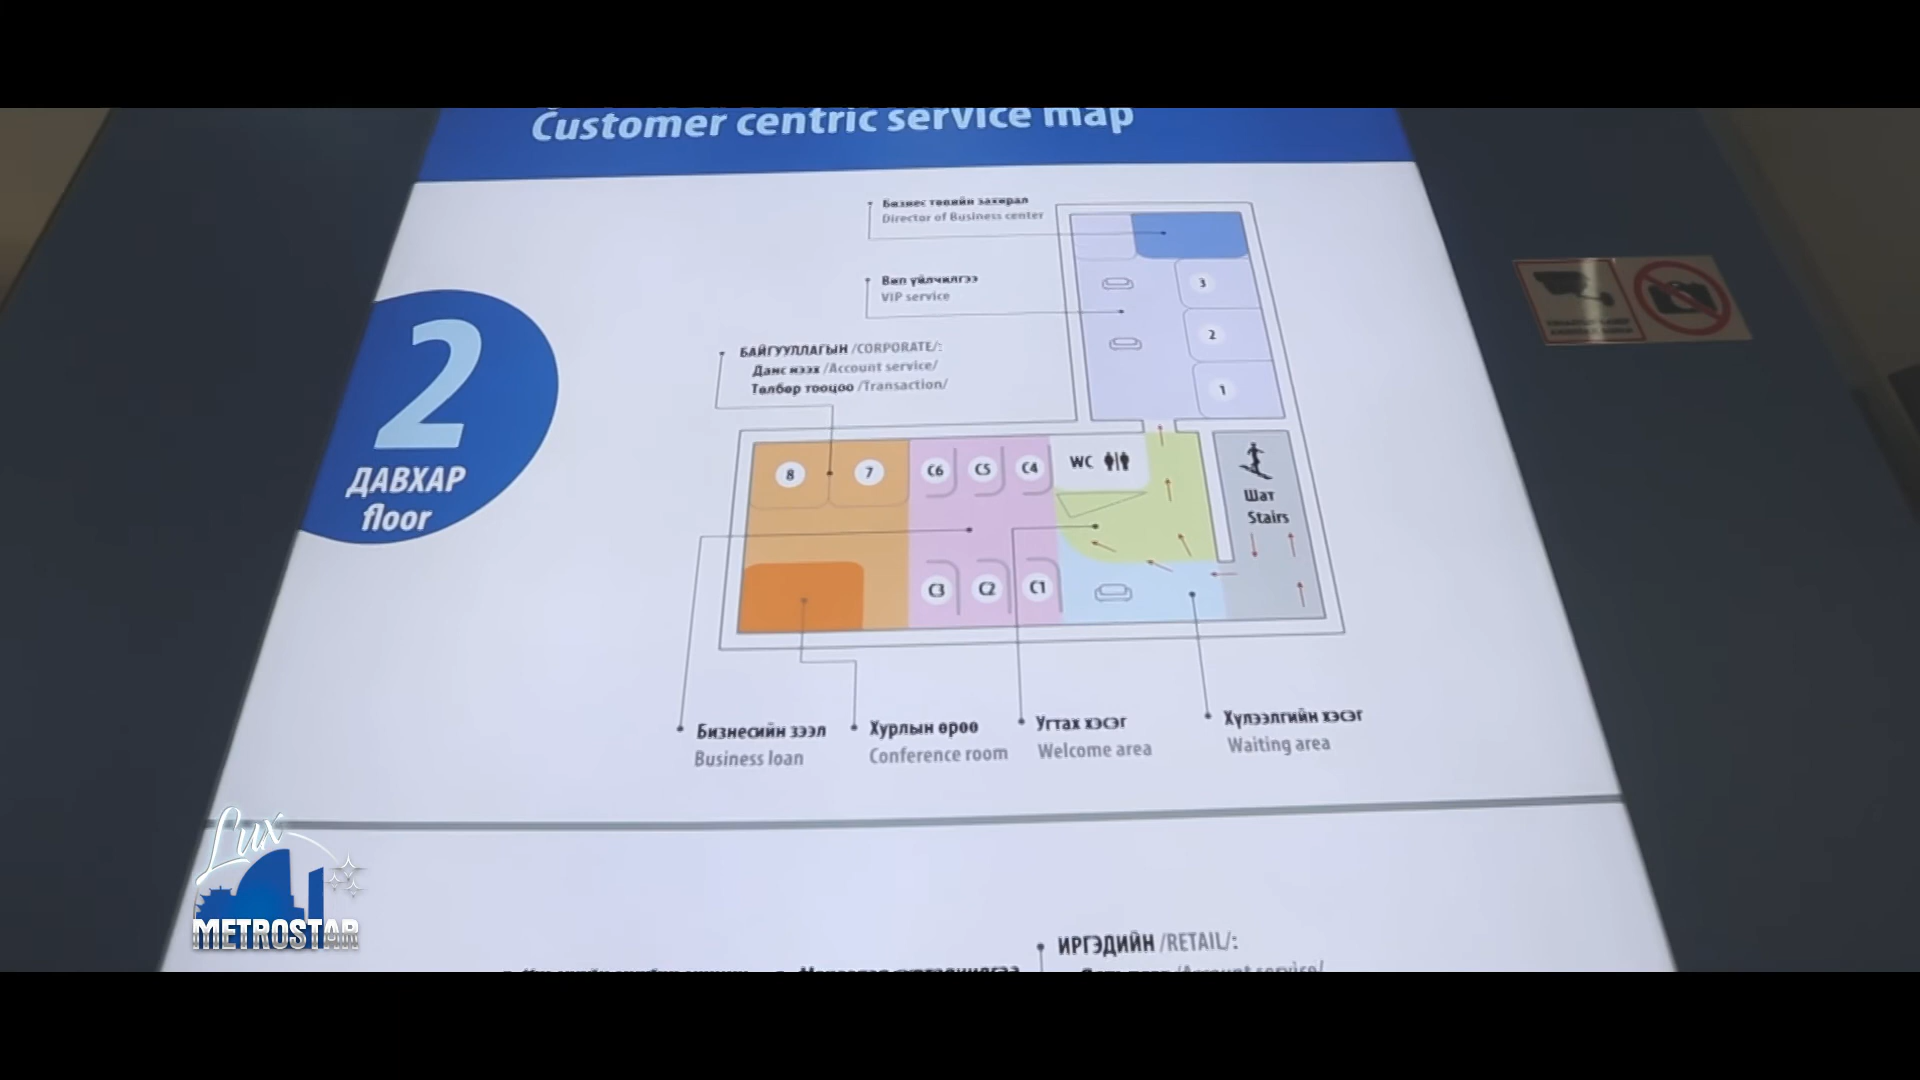 Customer centric service map
Бизнес төвийн захирал
Director of Business center
Вип үйлчилгээ
VIP service
БАЙГУУЛЛАГЫН /CORPORATE/:
Данс нээх /Account service/
Төлбөр тооцоо /Transaction/
2
ДАВХАР
floor
3
2
1
8
7
C6
C5
C4
WC
Шат
Stairs
C3
C2
C1
Бизнесийн зээл
Business loan
Хурлын өрөө
Conference room
Угтах хэсэг
Welcome area
Хүлээлгийн хэсэг
Waiting area
Lux
METROSTAR
ИРГЭДИЙН /RETAIL/:
/Account service/